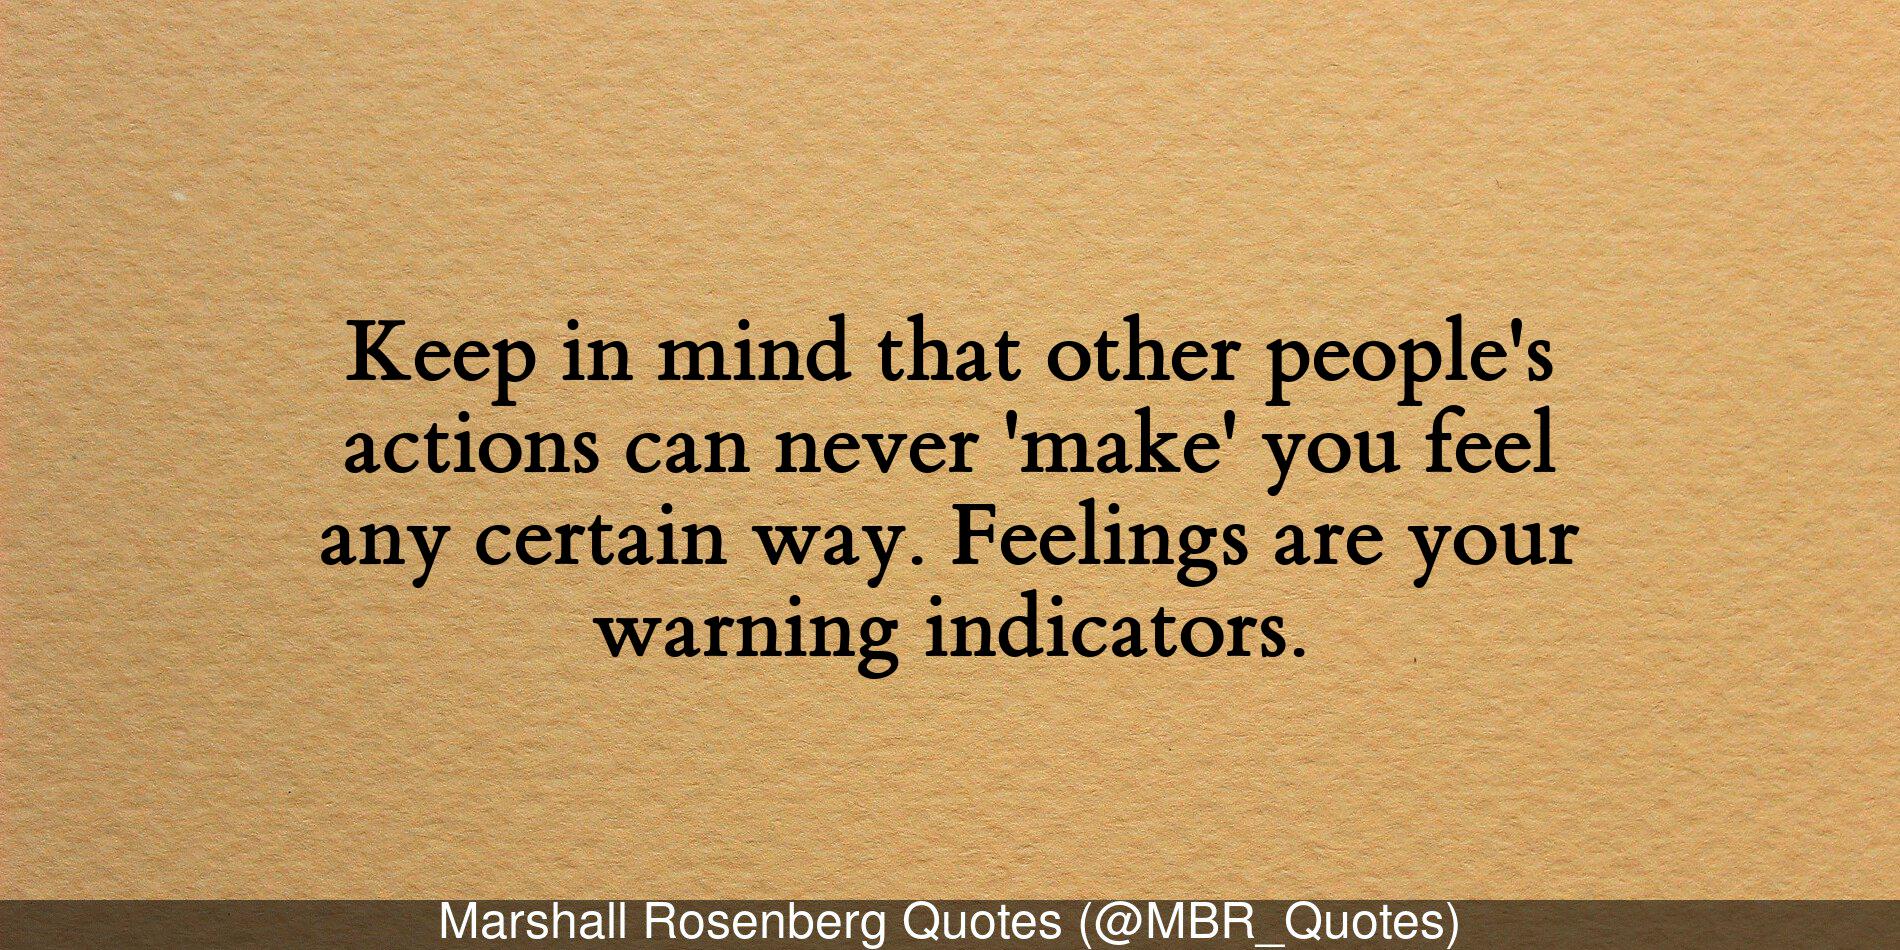 Keep in mind that other people's
actions can never 'make' you feel
any certain way. Feelings are your
warning indicators.
Marshall Rosenberg Quotes (@MBR_Quotes)